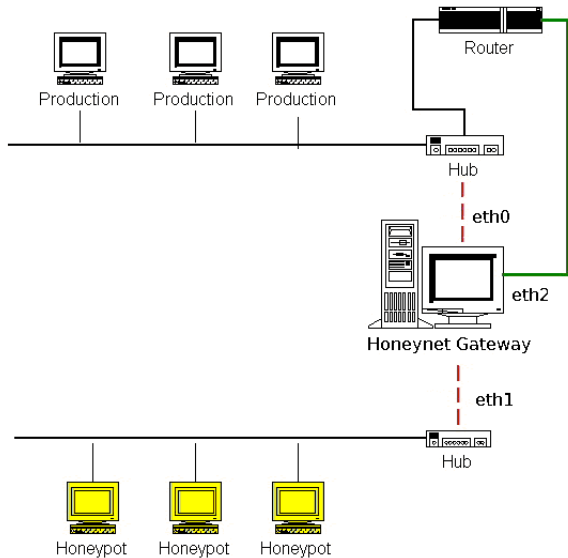 Router
Production
Production
Production
Hub
eth0
eth2
Honeynet Gateway
eth1
Hub
Honeypot
Honeypot
Honeypot